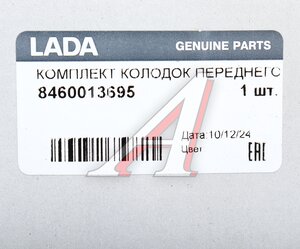 LADA
GENUINE PARTS
КОМПЛЕКТ КОЛОДОК ПЕРЕДНЕГО
8460013695
1 шт.
Дата:10/12/24
Цвет
EAC